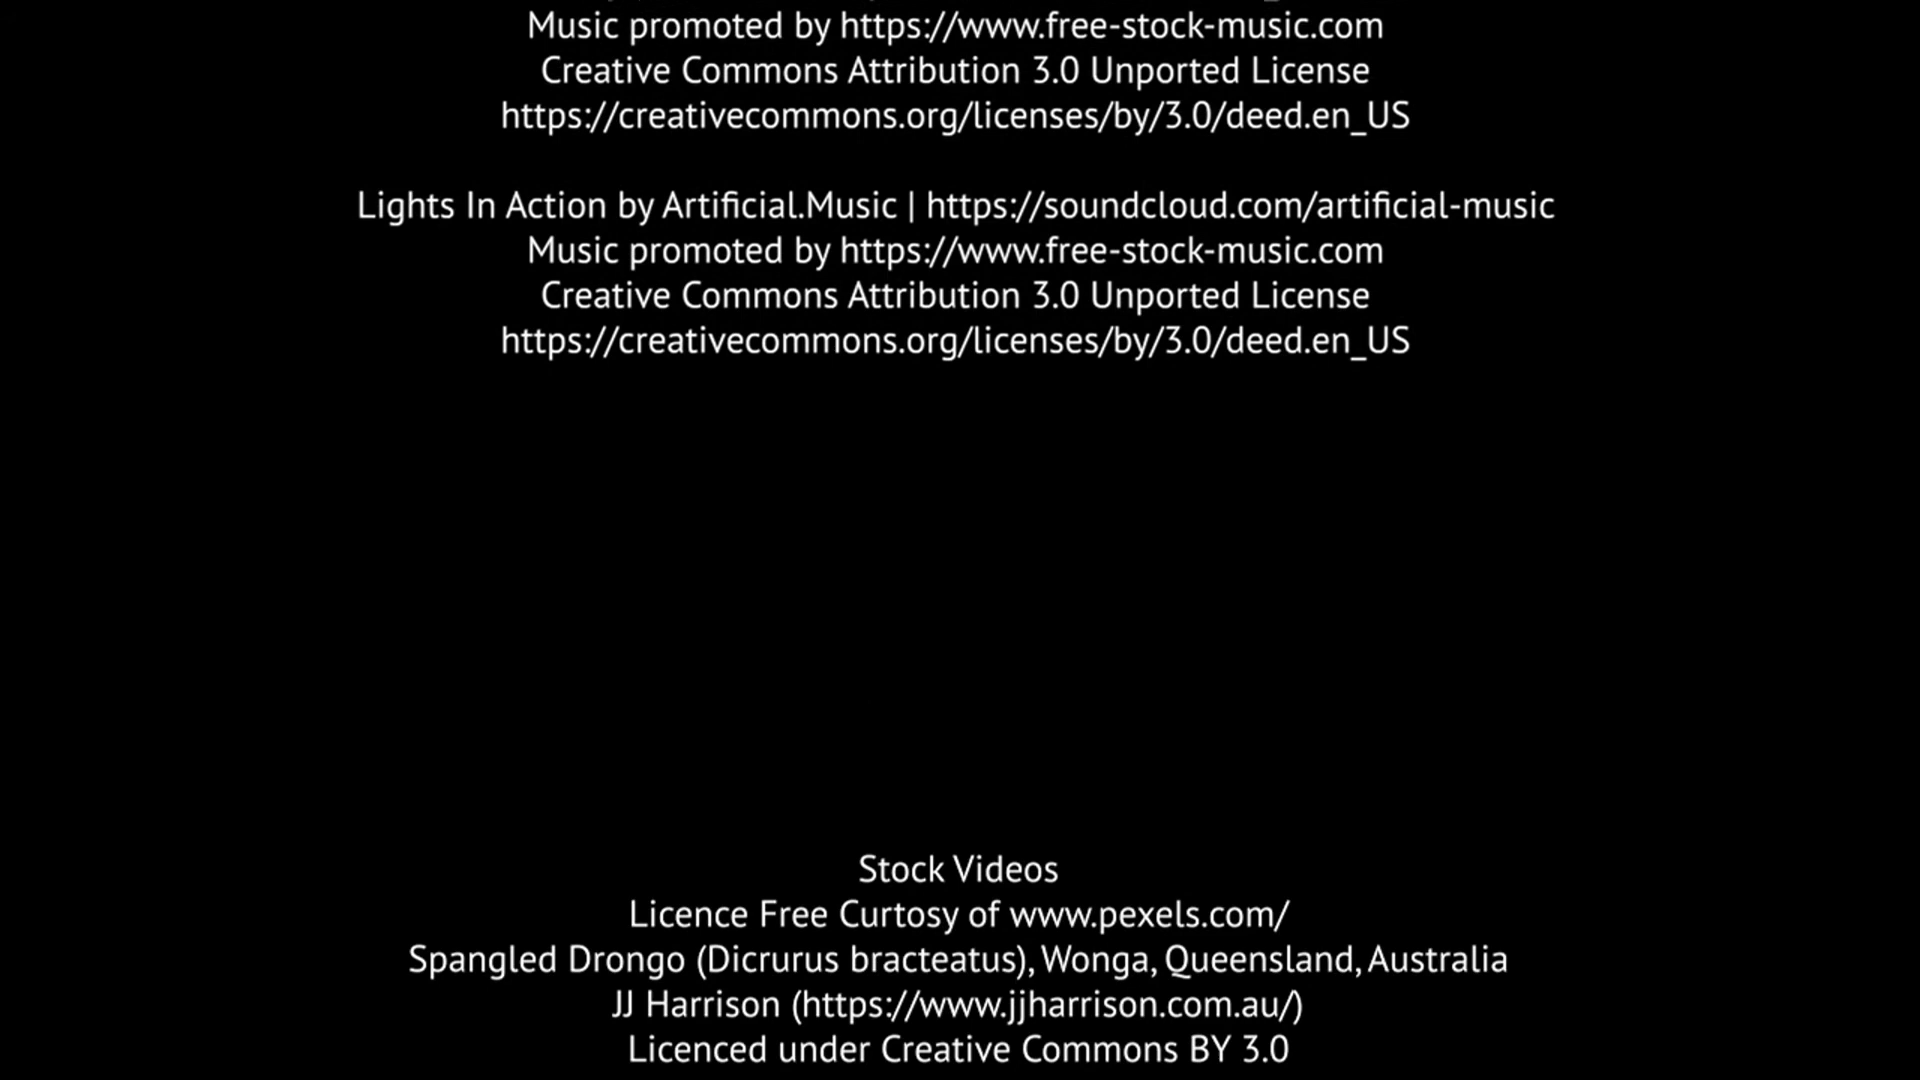 Music promoted by https://www.free-stock-music.com
Creative Commons Attribution 3.0 Unported License
https://creativecommons.org/licenses/by/3.0/deed.en_US
Lights In Action by Artificial.Music | https://soundcloud.com/artificial-music
Music promoted by https://www.free-stock-music.com
Creative Commons Attribution 3.0 Unported License
https://creativecommons.org/licenses/by/3.0/deed.en_US
Stock Videos
Licence Free Curtosy of www.pexels.com/
Spangled Drongo (Dicrurus bracteatus), Wonga, Queensland, Australia
JJ Harrison (https://www.jjharrison.com.au/)
Licenced under Creative Commons BY 3.0